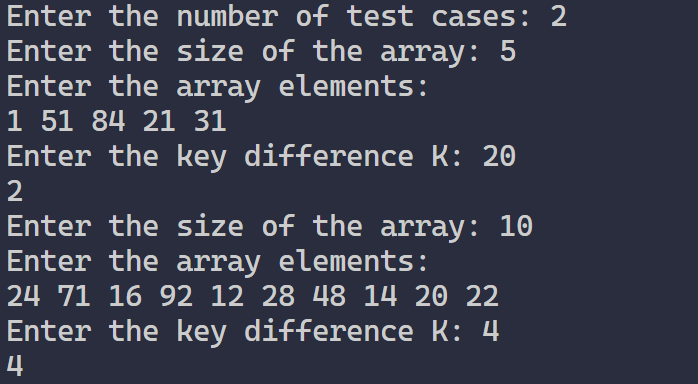 Enter the number of test cases: 2
Enter the size of the array: 5
Enter the array elements:
1 51 84 21 31
Enter the key difference K: 20
2
Enter the size of the array: 10
Enter the array elements:
24 71 16 92 12 28 48 14 20 22
Enter the key difference K: 4
4